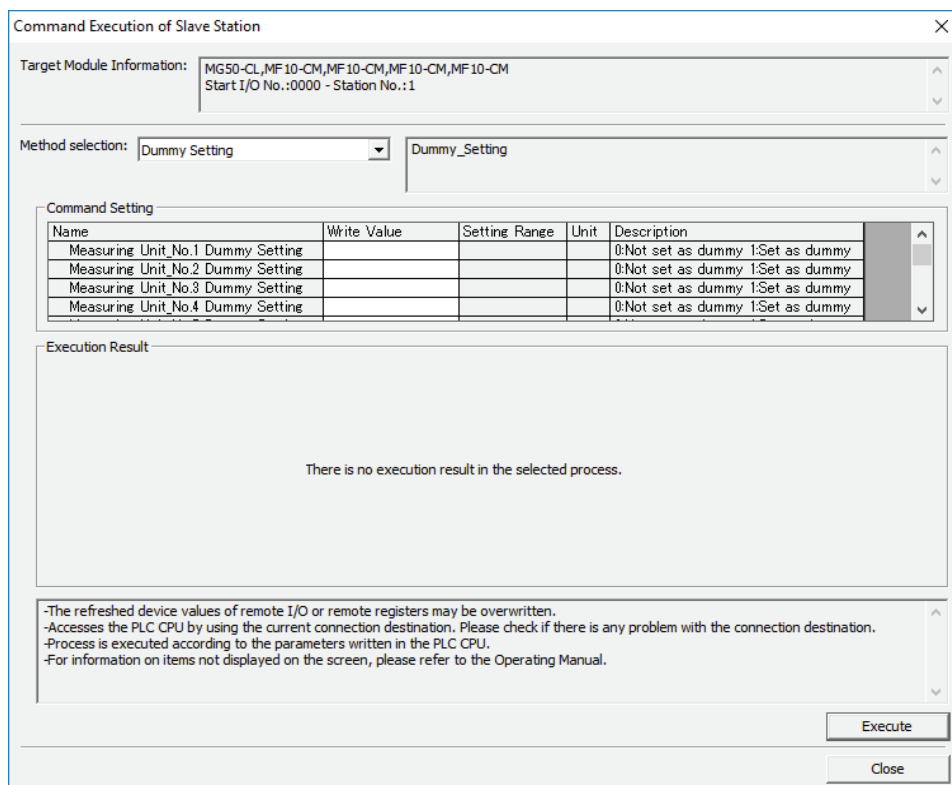 Command Execution of Slave Station
Target Module Information:
MG50-CL,MF10-CM,MF10-CM,MF10-CM,MF10-CM
Start I/O No.:0000 - Station No.:1
Method selection:
Dummy Setting
Dummy_Setting
Command Setting
Name Write Value Setting Range Unit Description
Measuring Unit_No.1 Dummy Setting 0:Not set as dummy 1:Set as dummy
Measuring Unit_No.2 Dummy Setting 0:Not set as dummy 1:Set as dummy
Measuring Unit_No.3 Dummy Setting 0:Not set as dummy 1:Set as dummy
Measuring Unit_No.4 Dummy Setting 0:Not set as dummy 1:Set as dummy
Execution Result
There is no execution result in the selected process.
-The refreshed device values of remote I/O or remote registers may be overwritten.
-Accesses the PLC CPU by using the current connection destination. Please check if there is any problem with the connection destination.
-Process is executed according to the parameters written in the PLC CPU.
-For information on items not displayed on the screen, please refer to the Operating Manual.
Execute
Close